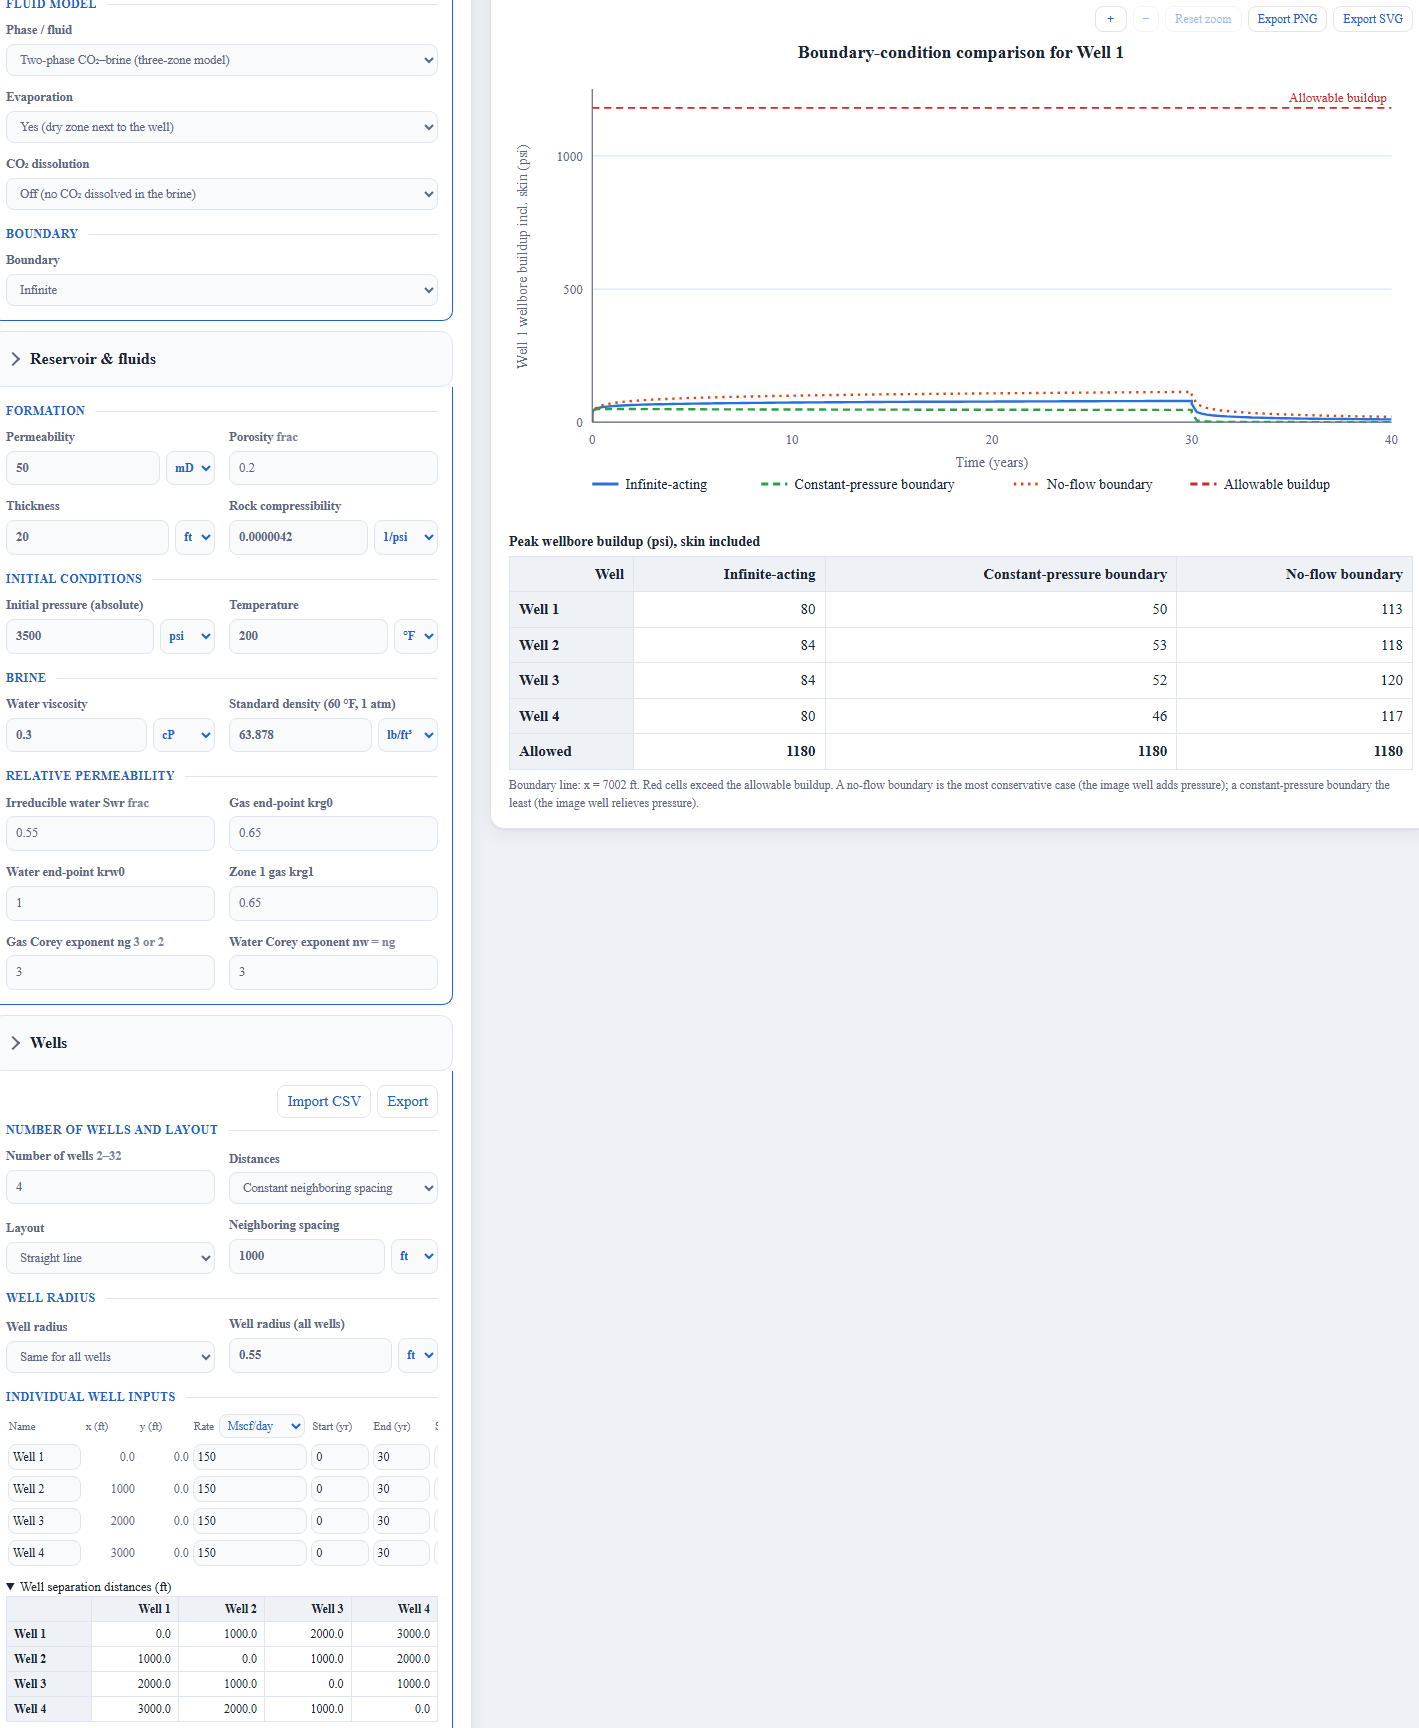 FLUID MODEL
Phase / fluid
Two-phase CO₂–brine (three-zone model)
Evaporation
Yes (dry zone next to the well)
CO₂ dissolution
Off (no CO₂ dissolved in the brine)
BOUNDARY
Boundary
Infinite
Reservoir & fluids
FORMATION
Permeability
Porosity frac
50 mD
0.2
Thickness
Rock compressibility
20 ft
0.0000042 1/psi
INITIAL CONDITIONS
Initial pressure (absolute)
Temperature
3500 psi
200 °F
BRINE
Water viscosity
Standard density (60 °F, 1 atm)
0.3 cP
63.878 lb/ft³
RELATIVE PERMEABILITY
Irreducible water Swr frac
Gas end-point krg0
0.55
0.65
Water end-point krw0
Zone 1 gas krg1
1
0.65
Gas Corey exponent ng 3 or 2
Water Corey exponent nw = ng
3
3
Wells
Import CSV Export
NUMBER OF WELLS AND LAYOUT
Number of wells 2–32
Distances
4
Constant neighboring spacing
Layout
Neighboring spacing
Straight line
1000 ft
WELL RADIUS
Well radius
Well radius (all wells)
Same for all wells
0.55 ft
INDIVIDUAL WELL INPUTS
Name x (ft) y (ft) Rate Mscf/day Start (yr) End (yr)
Well 1 0.0 0.0 150 0 30
Well 2 1000 0.0 150 0 30
Well 3 2000 0.0 150 0 30
Well 4 3000 0.0 150 0 30
▼ Well separation distances (ft)
Well 1 Well 2 Well 3 Well 4
Well 1 0.0 1000.0 2000.0 3000.0
Well 2 1000.0 0.0 1000.0 2000.0
Well 3 2000.0 1000.0 0.0 1000.0
Well 4 3000.0 2000.0 1000.0 0.0
+ − Reset zoom Export PNG Export SVG
Boundary-condition comparison for Well 1
Allowable buildup
Well 1 wellbore buildup incl. skin (psi)
1000
500
0
0 10 20 30 40
Time (years)
Infinite-acting Constant-pressure boundary No-flow boundary Allowable buildup
Peak wellbore buildup (psi), skin included
Well Infinite-acting Constant-pressure boundary No-flow boundary
Well 1 80 50 113
Well 2 84 53 118
Well 3 84 52 120
Well 4 80 46 117
Allowed 1180 1180 1180
Boundary line: x = 7002 ft. Red cells exceed the allowable buildup. A no-flow boundary is the most conservative case (the image well adds pressure); a constant-pressure boundary the
least (the image well relieves pressure).